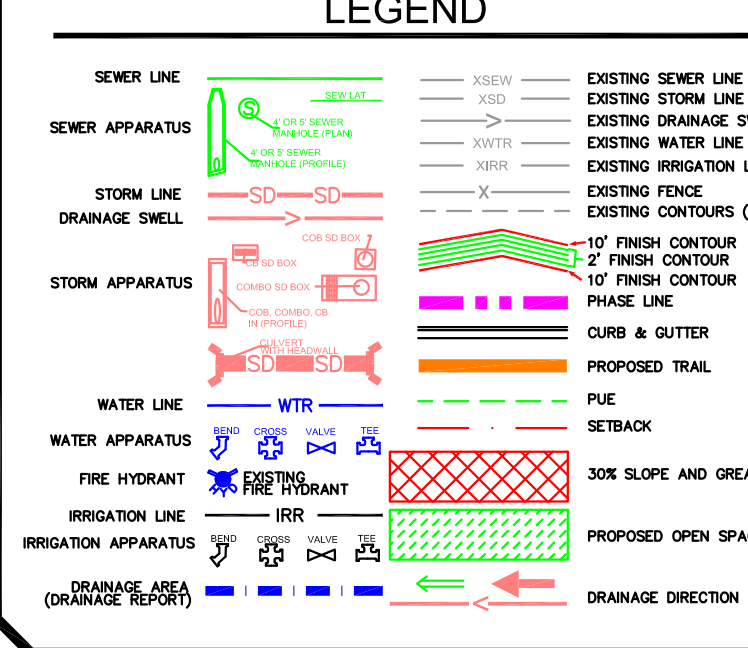 LEGEND
SEWER LINE
SEW LAT
SEWER APPARATUS
S
4' OR 5' SEWER
MANHOLE (PLAN)
4' OR 5' SEWER
MANHOLE (PROFILE)
STORM LINE
SD SD
DRAINAGE SWELL
STORM APPARATUS
COB SD BOX
CB SD BOX
COMBO SD BOX
COB, COMBO, CB
IN (PROFILE)
CULVERT
WITH HEADWALL
SD SD
WATER LINE
WTR
WATER APPARATUS
BEND CROSS VALVE TEE
FIRE HYDRANT
EXISTING
FIRE HYDRANT
IRRIGATION LINE
IRR
IRRIGATION APPARATUS
BEND CROSS VALVE TEE
DRAINAGE AREA
(DRAINAGE REPORT)
XSEW EXISTING SEWER LINE
XSD EXISTING STORM LINE
EXISTING DRAINAGE SW
XWTR EXISTING WATER LINE
XIRR EXISTING IRRIGATION L
X EXISTING FENCE
EXISTING CONTOURS (
10' FINISH CONTOUR
2' FINISH CONTOUR
10' FINISH CONTOUR
PHASE LINE
CURB & GUTTER
PROPOSED TRAIL
PUE
SETBACK
30% SLOPE AND GREA
PROPOSED OPEN SPAC
DRAINAGE DIRECTION